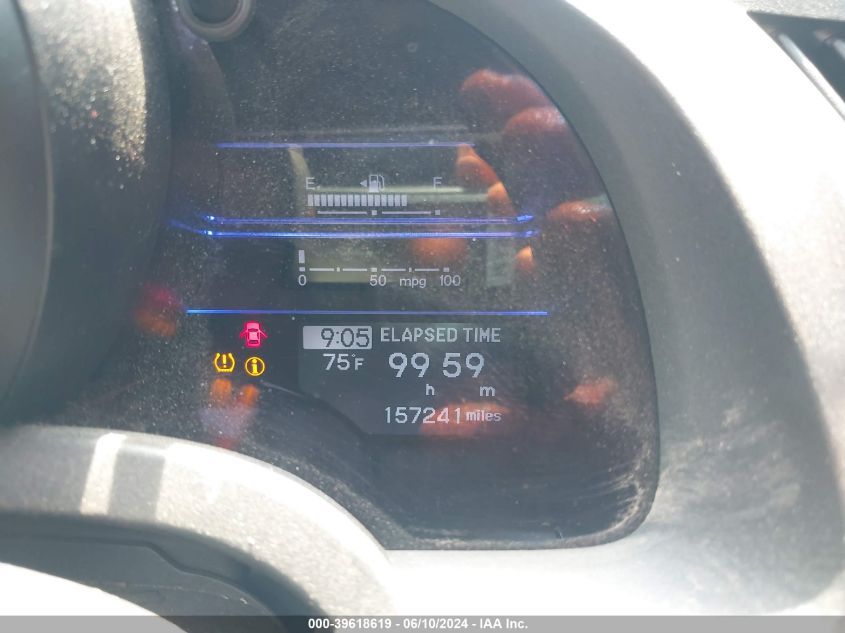 E F
0 50 mpg 100
9:05 ELAPSED TIME
75°F 99 59
h m
157241 miles
000-39618619 - 06/10/2024 - IAA Inc.